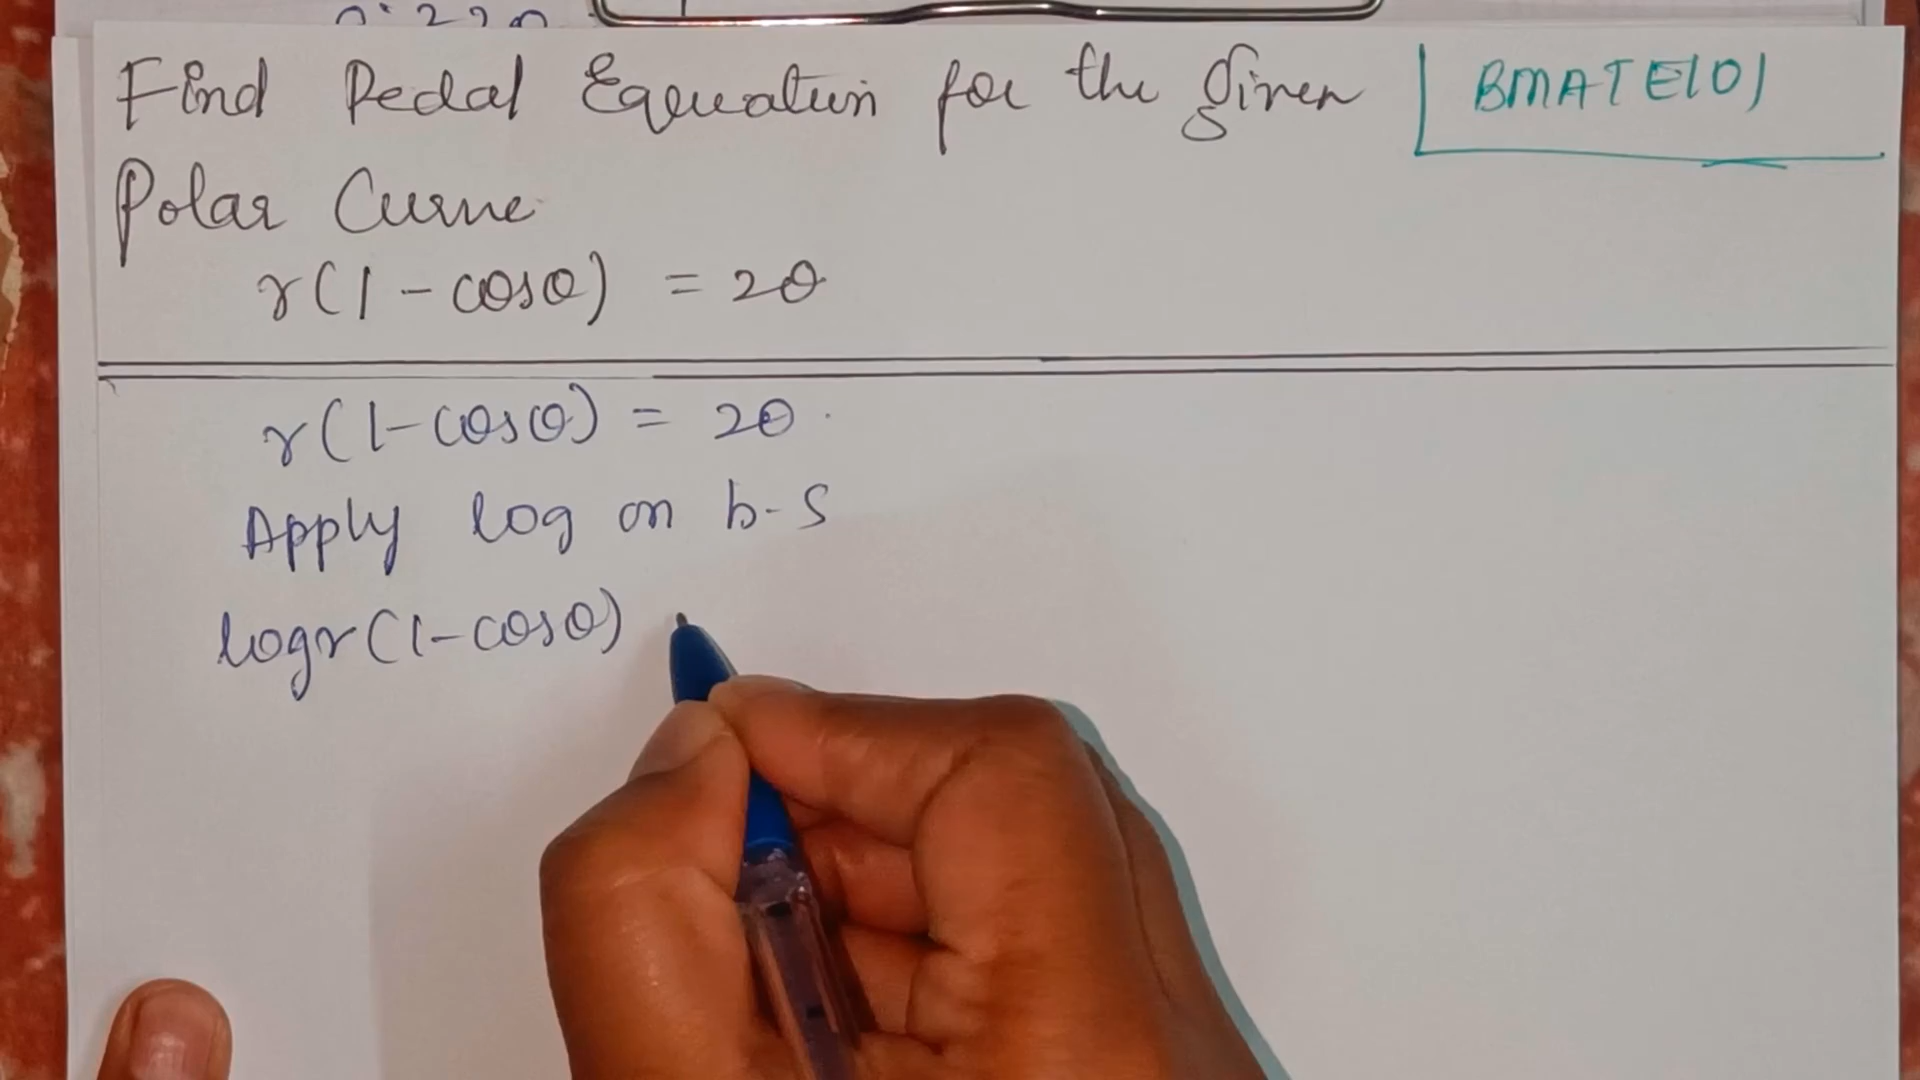 Find Pedal Equation for the given
BMATE101
Polar Curve
r(1-cosθ) = 2θ
r(1-cosθ) = 2θ
Apply log on b-s
logr(1-cosθ)